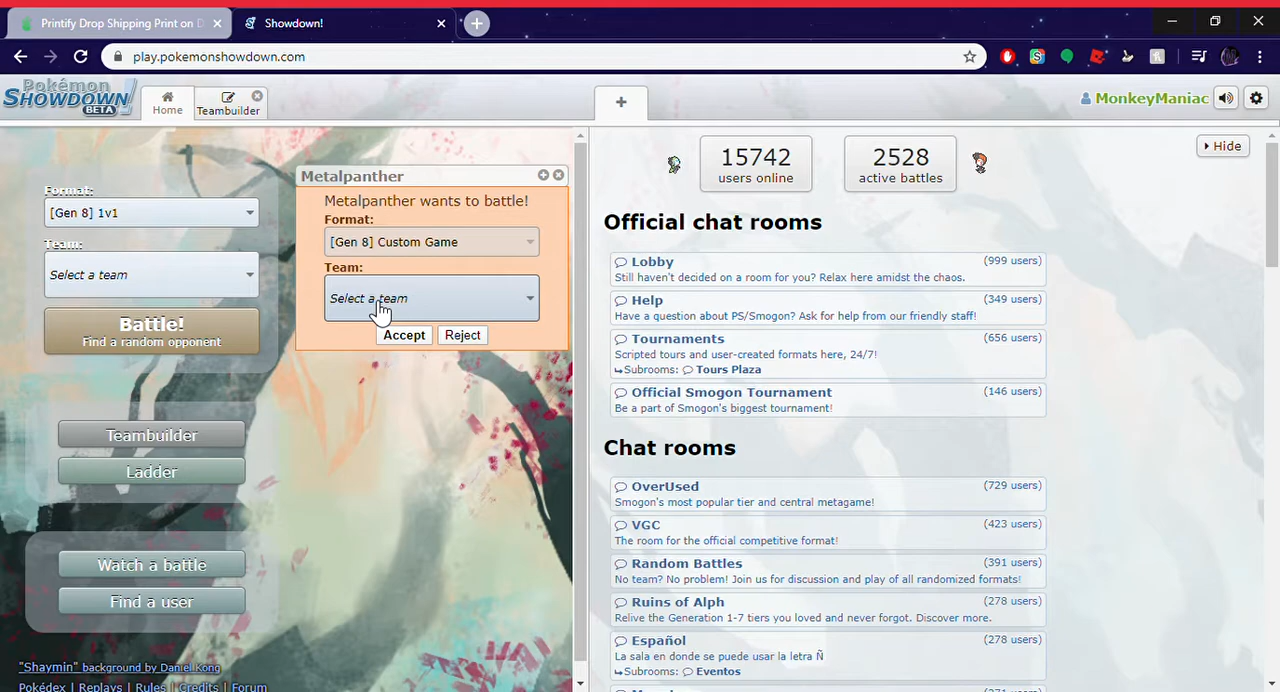 Printify Drop Shipping Print on D
Showdown!
play.pokemonshowdown.com
Pokémon
SHOWDOWN!
BETA
Home
Teambuilder
+
MonkeyManiac
Format:
[Gen 8] 1v1
Team:
Select a team
Battle!
Find a random opponent
Teambuilder
Ladder
Watch a battle
Find a user
"Shaymin" background by Daniel Kong
Pokédex | Replays | Rules | Credits | Forum
Metalpanther
Metalpanther wants to battle!
Format:
[Gen 8] Custom Game
Team:
Select a team
Accept Reject
15742
users online
2528
active battles
Hide
Official chat rooms
Lobby (999 users)
Still haven't decided on a room for you? Relax here amidst the chaos.
Help (349 users)
Have a question about PS/Smogon? Ask for help from our friendly staff!
Tournaments (656 users)
Scripted tours and user-created formats here, 24/7!
Subrooms: Tours Plaza
Official Smogon Tournament (146 users)
Be a part of Smogon's biggest tournament!
Chat rooms
OverUsed (729 users)
Smogon's most popular tier and central metagame!
VGC (423 users)
The room for the official competitive format!
Random Battles (391 users)
No team? No problem! Join us for discussion and play of all randomized formats!
Ruins of Alph (278 users)
Relive the Generation 1-7 tiers you loved and never forgot. Discover more.
Español (278 users)
La sala en donde se puede usar la letra Ñ
Subrooms: Eventos